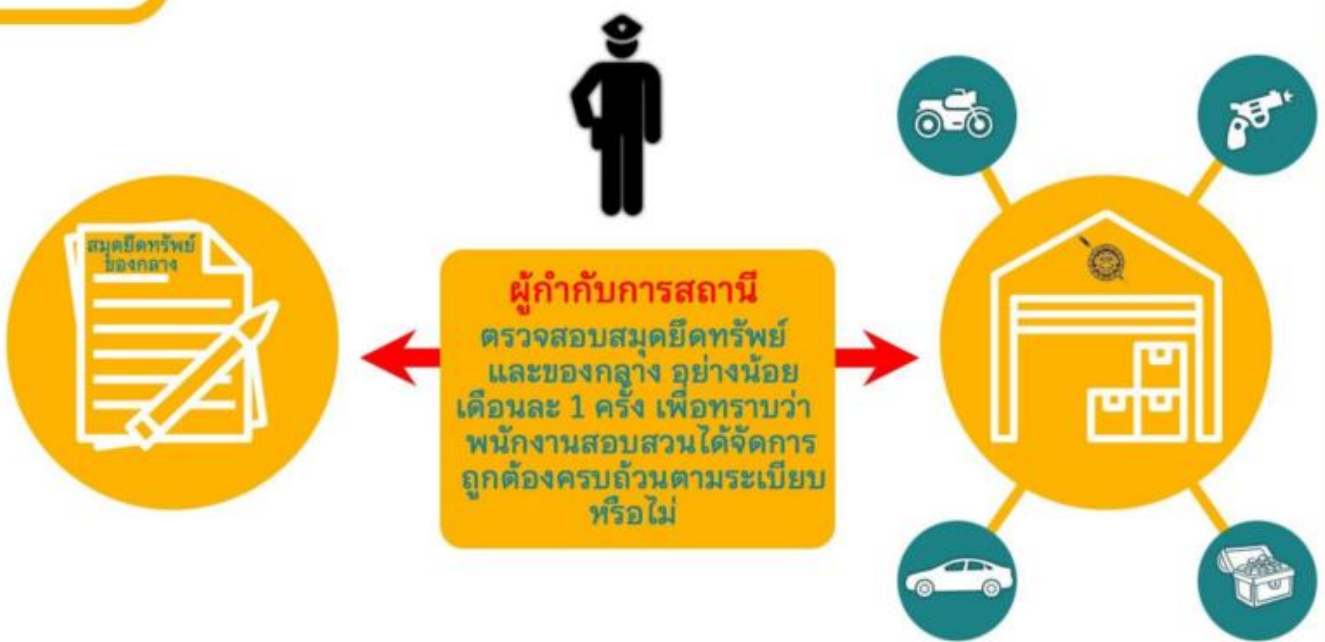 สมุดยึดทรัพย์
ของกลาง
ผู้กำกับการสถานี
ตรวจสอบสมุดยึดทรัพย์
และของกลาง อย่างน้อย
เดือนละ 1 ครั้ง เพื่อทราบว่า
พนักงานสอบสวนได้จัดการ
ถูกต้องครบถ้วนตามระเบียบ
หรือไม่